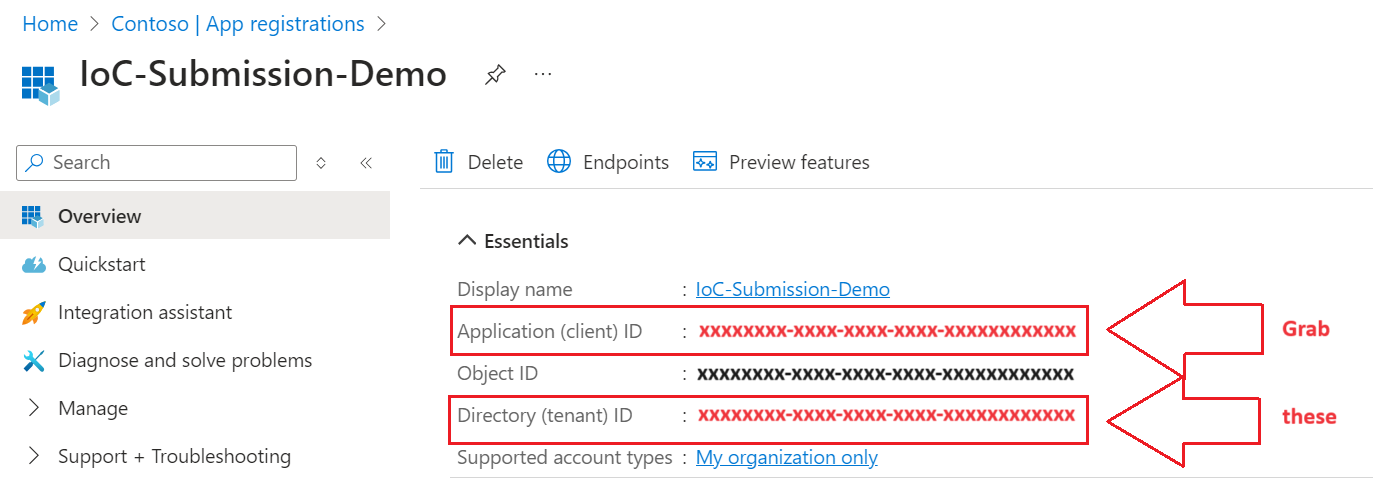 Home > Contoso | App registrations >
IoC-Submission-Demo
...
Search
Overview
Quickstart
Integration assistant
Diagnose and solve problems
Manage
Support + Troubleshooting
Delete Endpoints Preview features
Essentials
Display name : IoC-Submission-Demo
Application (client) ID : xxxxxxxx-xxxx-xxxx-xxxx-xxxxxxxxxxxx
Grab
Object ID : xxxxxxxx-xxxx-xxxx-xxxx-xxxxxxxxxxxx
Directory (tenant) ID : xxxxxxxx-xxxx-xxxx-xxxx-xxxxxxxxxxxx
these
Supported account types : My organization only